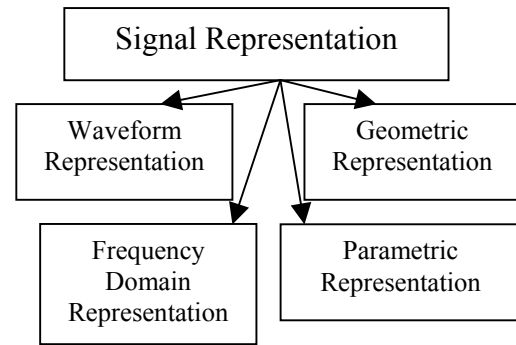 Signal Representation
Waveform
Representation
Geometric
Representation
Frequency
Domain
Representation
Parametric
Representation